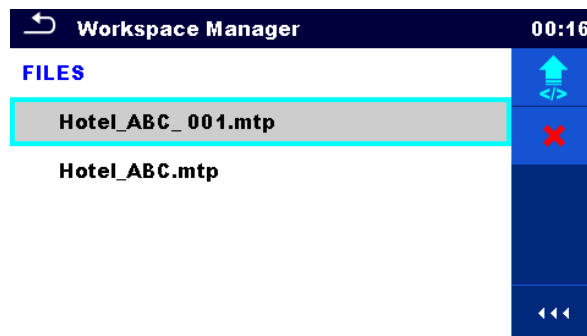 Workspace Manager 00:16
FILES
</>
Hotel_ABC_ 001.mtp
Hotel_ABC.mtp